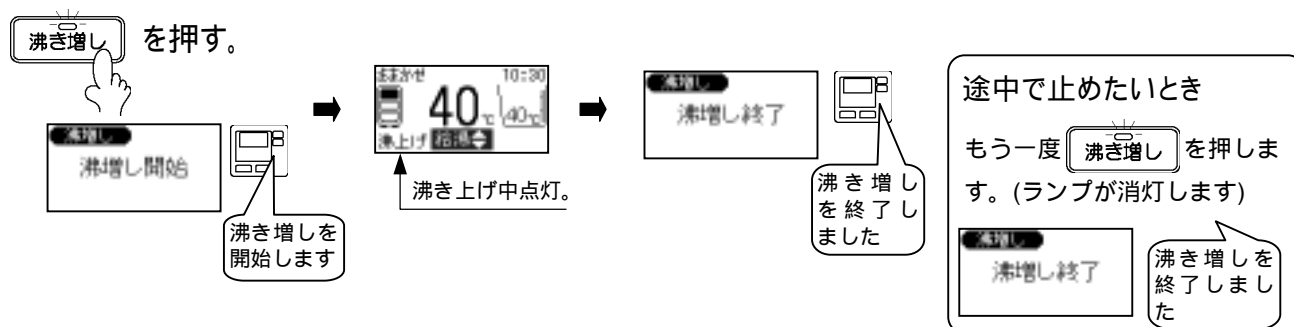 沸き増し を押す。
沸増し
沸増し開始
沸き増しを
開始します
おまかせ 10:30
40℃ 40℃
沸上げ 給湯
沸き上げ中点灯。
沸増し
沸増し終了
沸き増し
を終了し
ました
途中で止めたいとき
もう一度 沸き増し を押しま
す。(ランプが消灯します)
沸増し
沸増し終了
沸き増しを
終了しまし
た